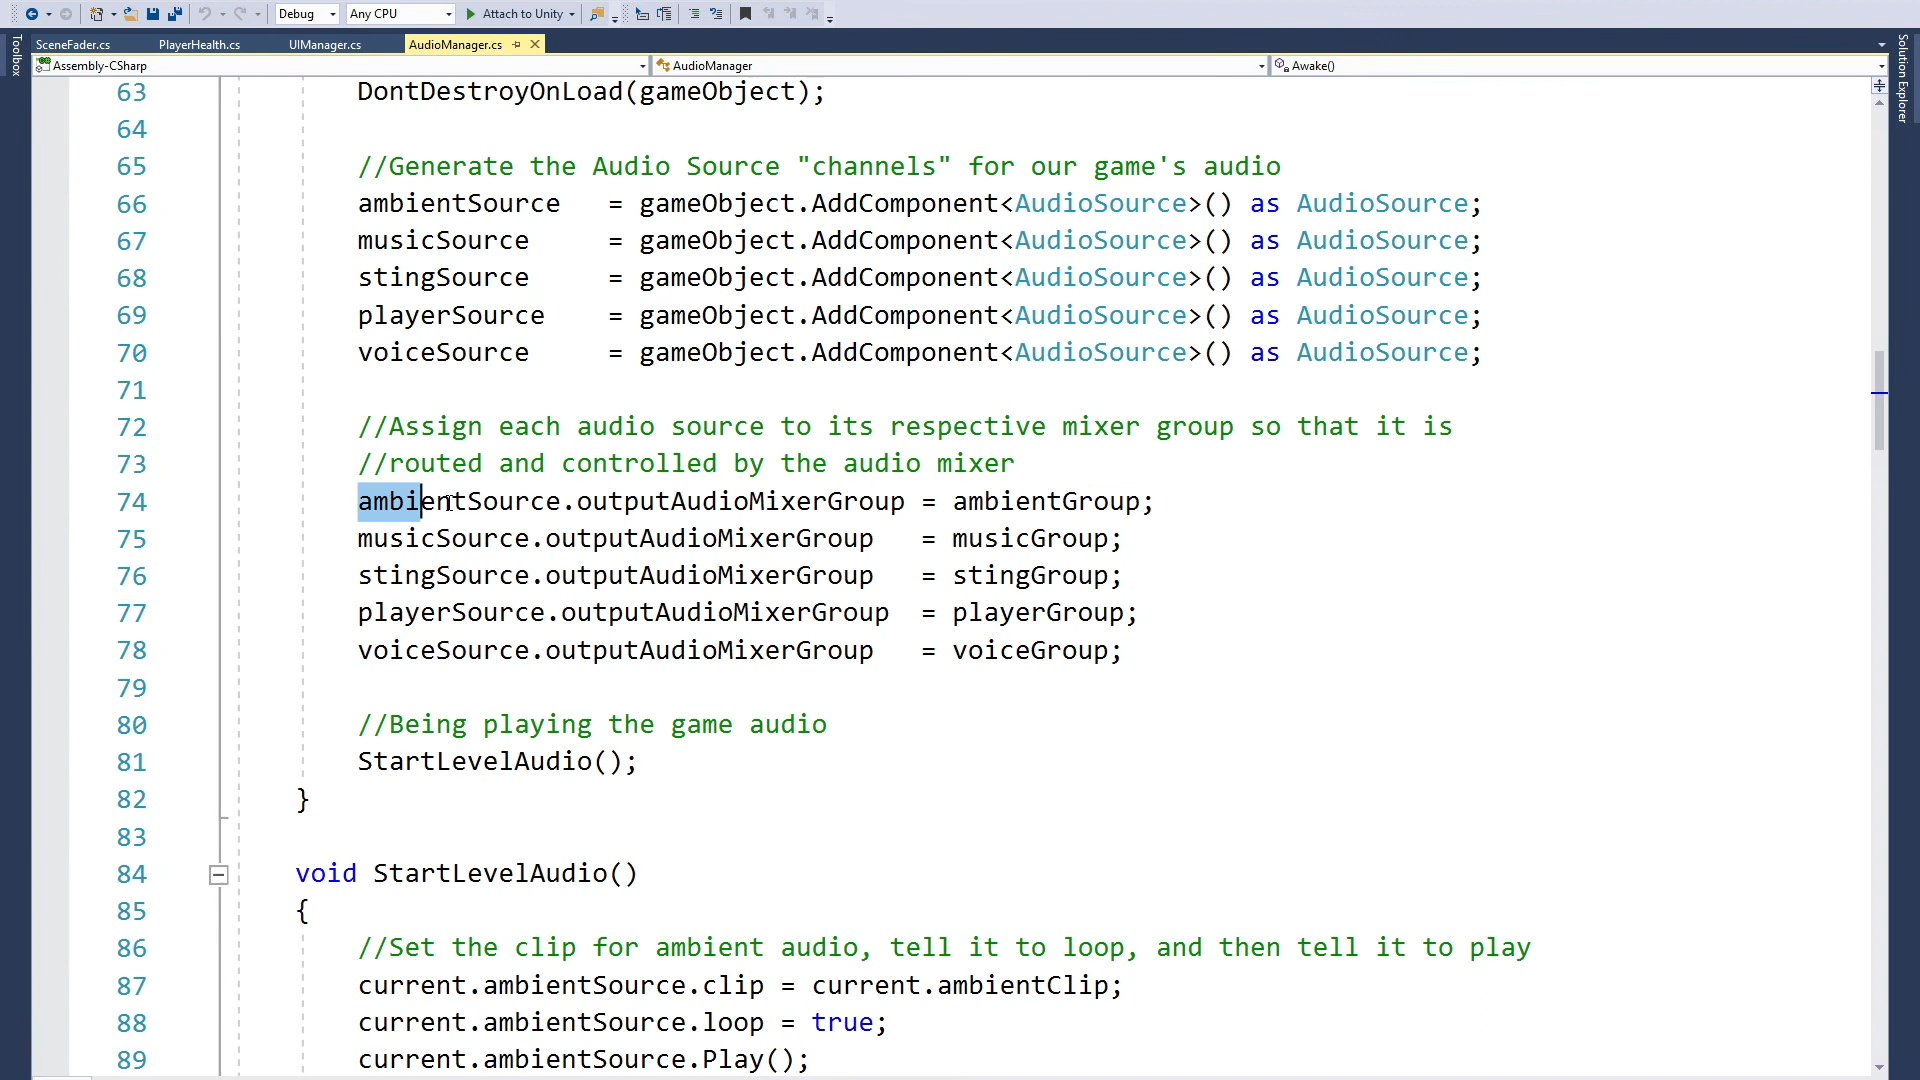 Debug Any CPU Attach to Unity
SceneFader.cs PlayerHealth.cs UIManager.cs AudioManager.cs
Toolbox
Solution Explorer
Assembly-CSharp AudioManager Awake()
63 DontDestroyOnLoad(gameObject);
64
65 //Generate the Audio Source "channels" for our game's audio
66 ambientSource = gameObject.AddComponent<AudioSource>() as AudioSource;
67 musicSource = gameObject.AddComponent<AudioSource>() as AudioSource;
68 stingSource = gameObject.AddComponent<AudioSource>() as AudioSource;
69 playerSource = gameObject.AddComponent<AudioSource>() as AudioSource;
70 voiceSource = gameObject.AddComponent<AudioSource>() as AudioSource;
71
72 //Assign each audio source to its respective mixer group so that it is
73 //routed and controlled by the audio mixer
74 ambientSource.outputAudioMixerGroup = ambientGroup;
75 musicSource.outputAudioMixerGroup = musicGroup;
76 stingSource.outputAudioMixerGroup = stingGroup;
77 playerSource.outputAudioMixerGroup = playerGroup;
78 voiceSource.outputAudioMixerGroup = voiceGroup;
79
80 //Being playing the game audio
81 StartLevelAudio();
82 }
83
84 void StartLevelAudio()
85 {
86 //Set the clip for ambient audio, tell it to loop, and then tell it to play
87 current.ambientSource.clip = current.ambientClip;
88 current.ambientSource.loop = true;
89 current.ambientSource.Play();